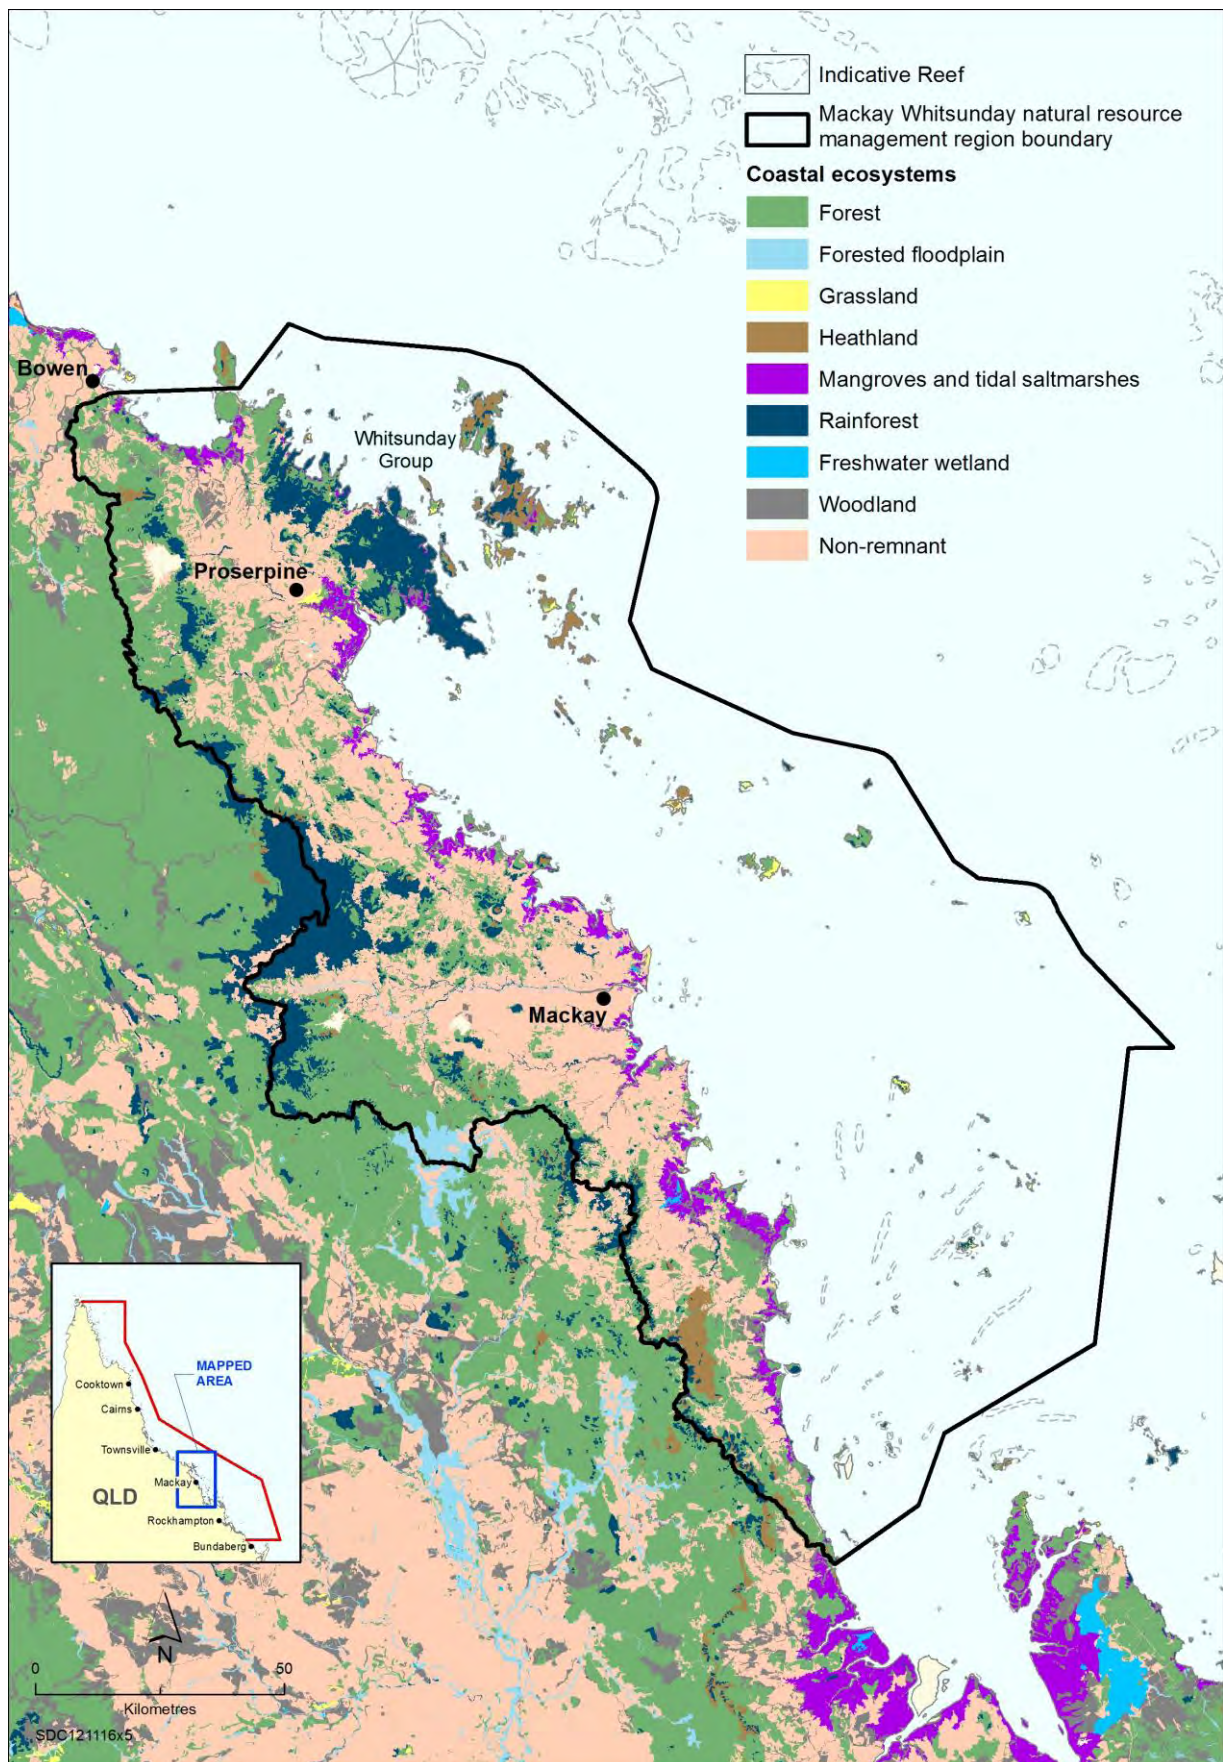 Indicative Reef
Mackay Whitsunday natural resource
management region boundary
Coastal ecosystems
Forest
Forested floodplain
Grassland
Heathland
Mangroves and tidal saltmarshes
Rainforest
Freshwater wetland
Woodland
Non-remnant
Bowen
Whitsunday
Group
Proserpine
Mackay
MAPPED
AREA
Cooktown
Cairns
Townsville
Mackay
QLD
Rockhampton
Bundaberg
N
0 50
Kilometres
SDC121116x5